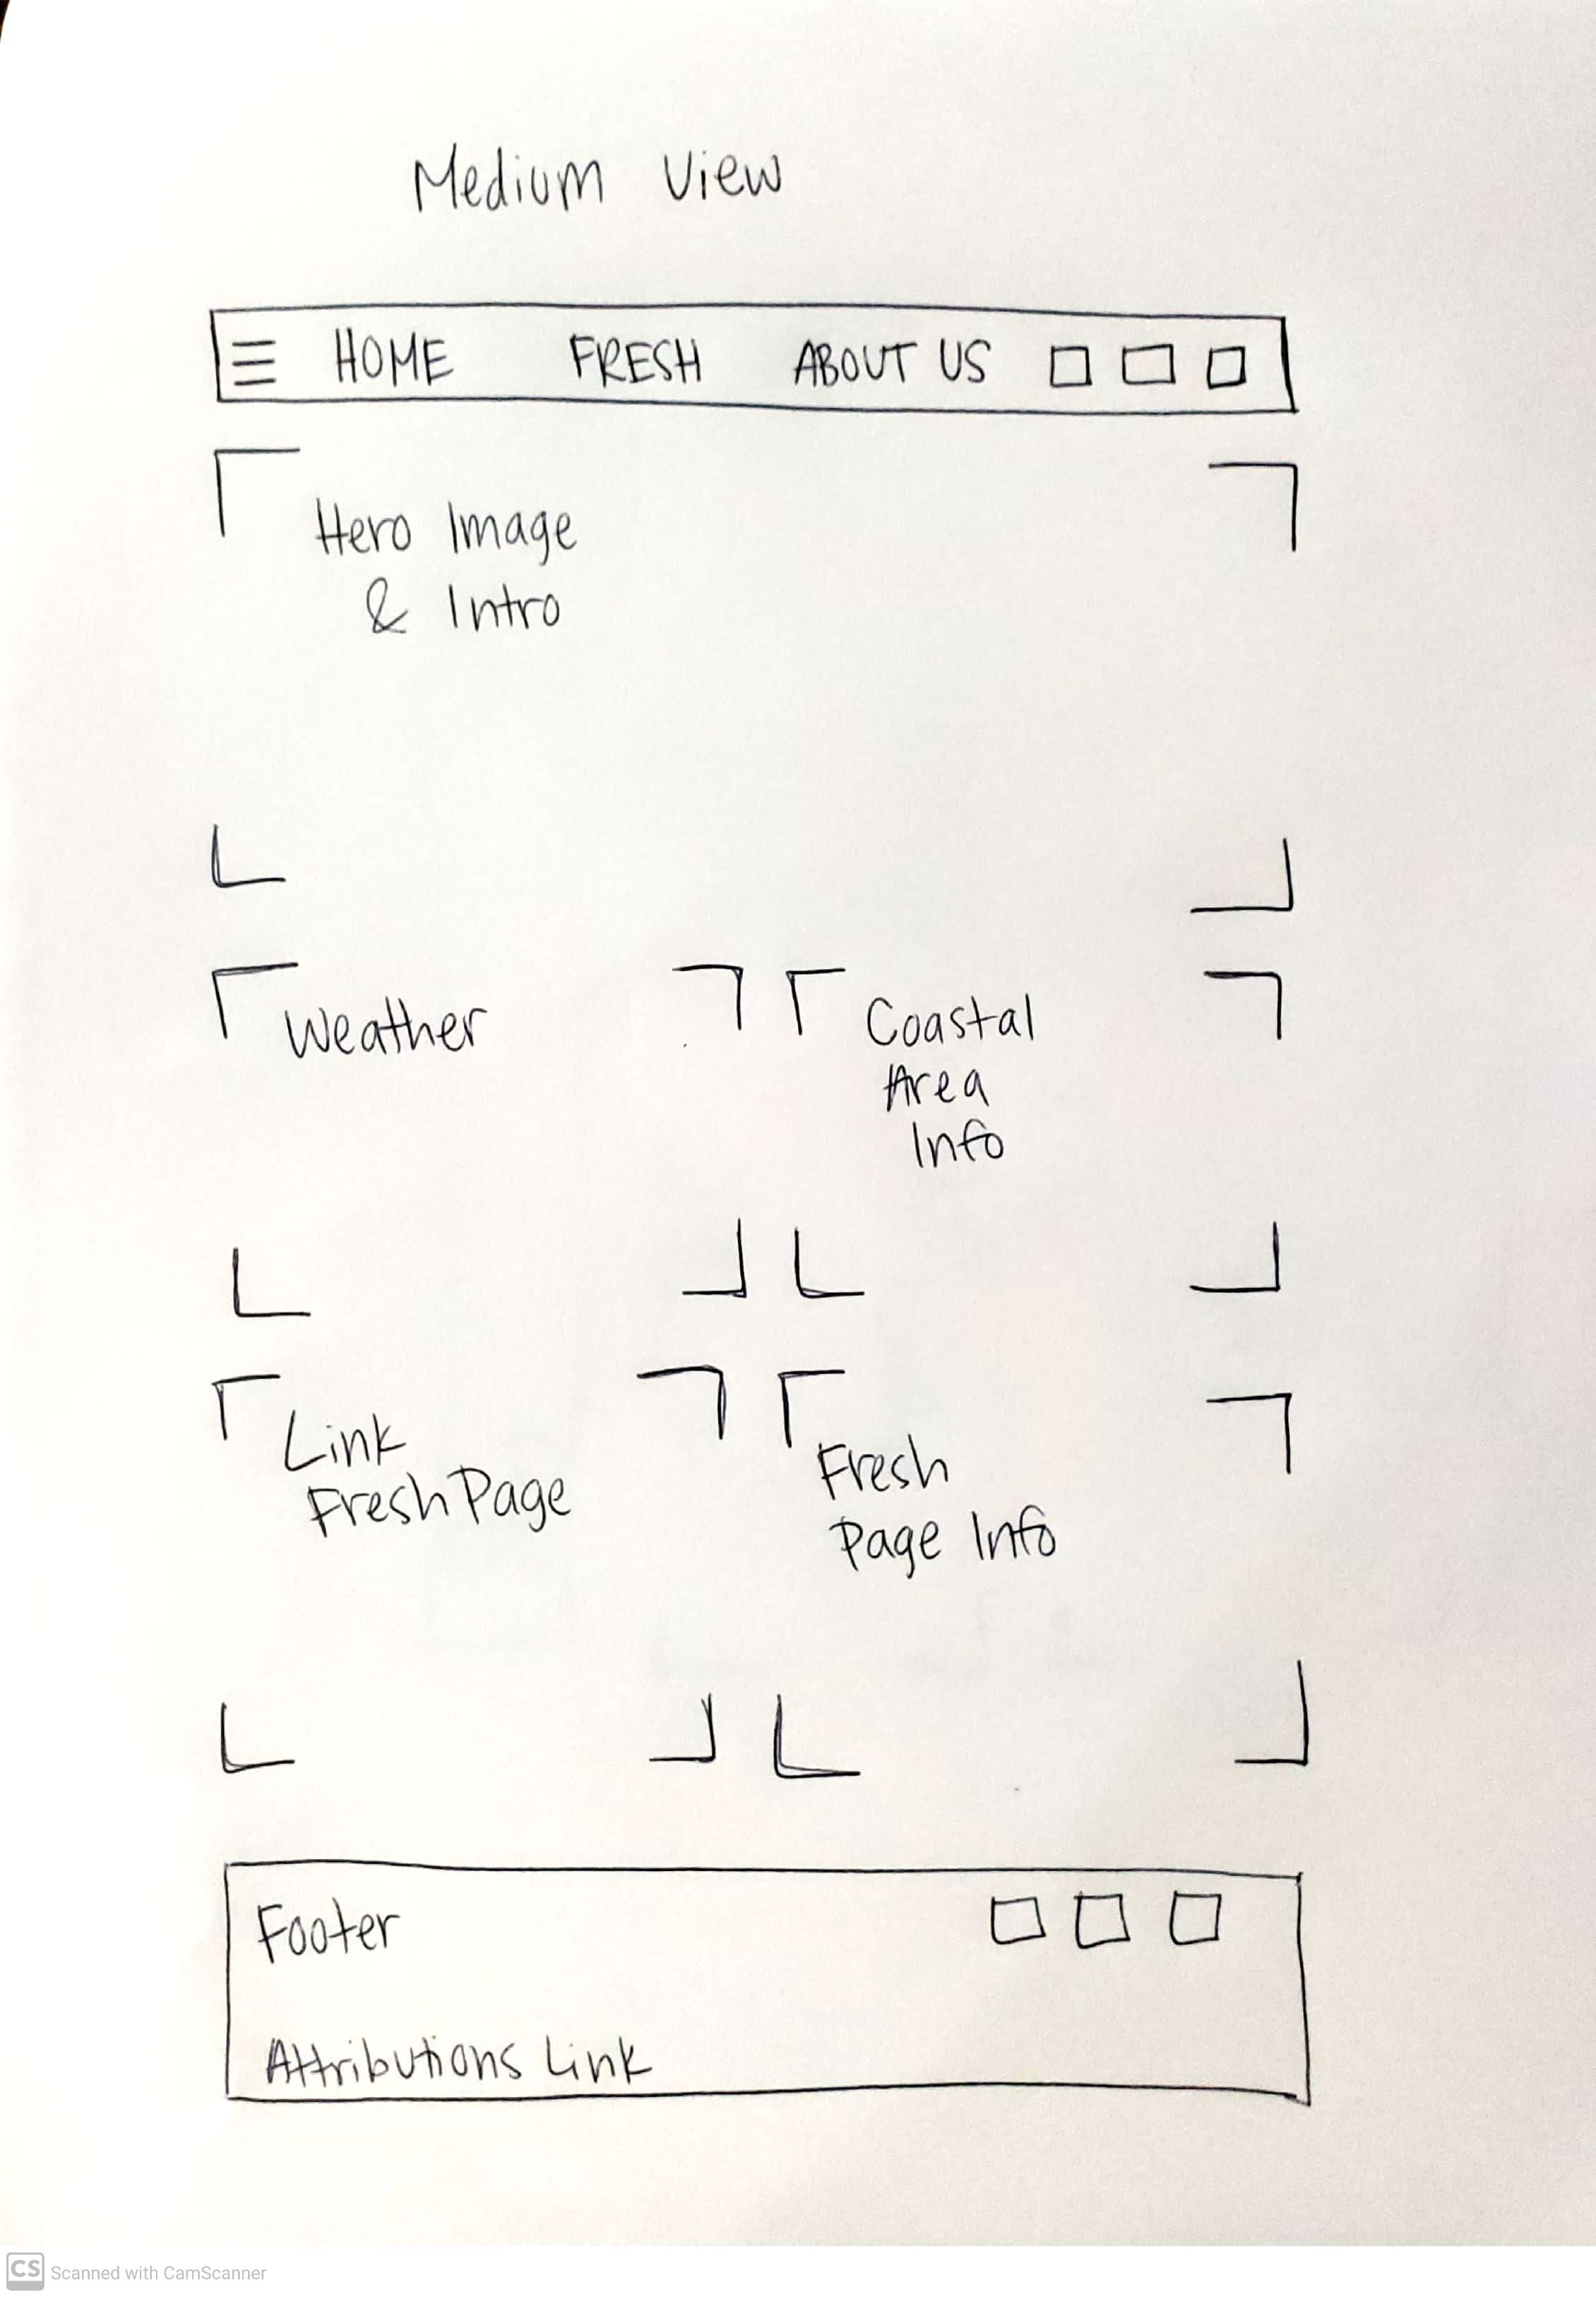 Medium View
HOME FRESH ABOUT US
Hero Image
& Intro
Weather
Coastal
Area
Info
Link
Fresh Page
Fresh
Page Info
Footer
Attributions Link
CS Scanned with CamScanner